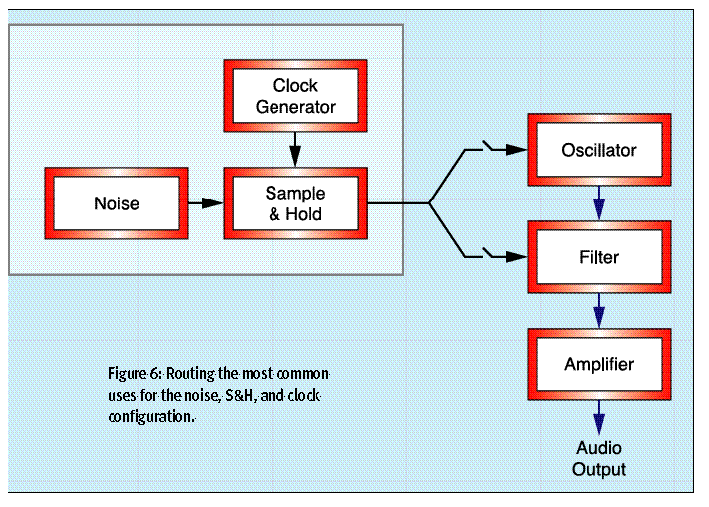 Clock
Generator
Noise
Sample
& Hold
Oscillator
Filter
Amplifier
Audio
Output
Figure 6: Routing the most common
uses for the noise, S&H, and clock
configuration.